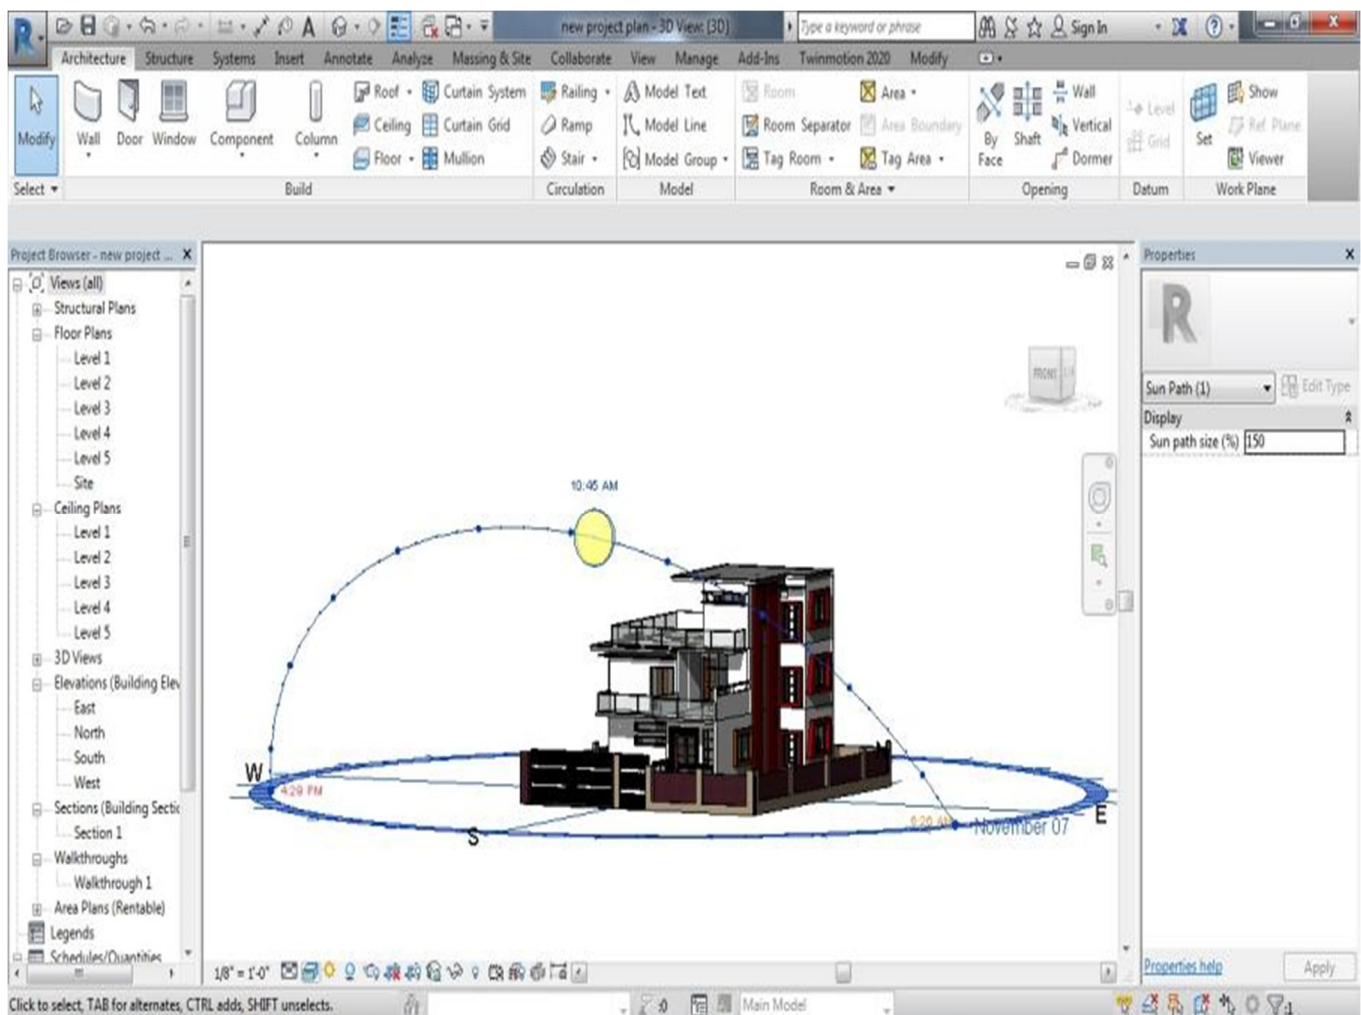 new project plan - 3D View: {3D}
Type a keyword or phrase
Sign In
Architecture Structure Systems Insert Annotate Analyze Massing & Site Collaborate View Manage Add-Ins Twinmotion 2020 Modify
Modify
Wall
Door
Window
Component
Column
Roof
Ceiling
Floor
Curtain System
Curtain Grid
Mullion
Railing
Ramp
Stair
Model Text
Model Line
Model Group
Room
Room Separator
Tag Room
Area
Area Boundary
Tag Area
By Face
Shaft
Wall
Vertical
Dormer
Level
Grid
Set
Show
Ref Plane
Viewer
Select
Build
Circulation
Model
Room & Area
Opening
Datum
Work Plane
Project Browser - new project ...
Views (all)
Structural Plans
Floor Plans
Level 1
Level 2
Level 3
Level 4
Level 5
Site
Ceiling Plans
Level 1
Level 2
Level 3
Level 4
Level 5
3D Views
Elevations (Building Elev
East
North
South
West
Sections (Building Sectic
Section 1
Walkthroughs
Walkthrough 1
Area Plans (Rentable)
Legends
Schedules/Quantities
FRONT
10:45 AM
W
4:29 PM
S
N
E
November 07
1/8" = 1'-0"
Properties
R
Sun Path (1)
Edit Type
Display
Sun path size (%) 150
Properties help
Apply
Click to select, TAB for alternates, CTRL adds, SHIFT unselects.
:0
Main Model
:1